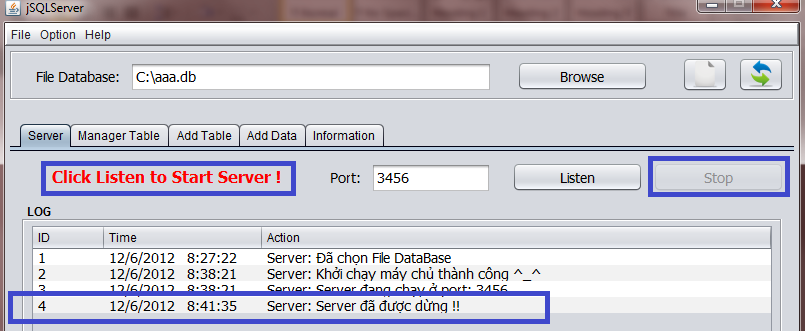 jSQLServer
File Option Help
File Database: C:\aaa.db Browse
Server Manager Table Add Table Add Data Information
Click Listen to Start Server ! Port: 3456 Listen Stop
LOG
ID Time Action
1 12/6/2012 8:27:22 Server: Đã chọn File DataBase
2 12/6/2012 8:38:21 Server: Khởi chạy máy chủ thành công ^_^
3 12/6/2012 8:38:21 Server: Server đang chạy ở port: 3456
4 12/6/2012 8:41:35 Server: Server đã được dừng !!